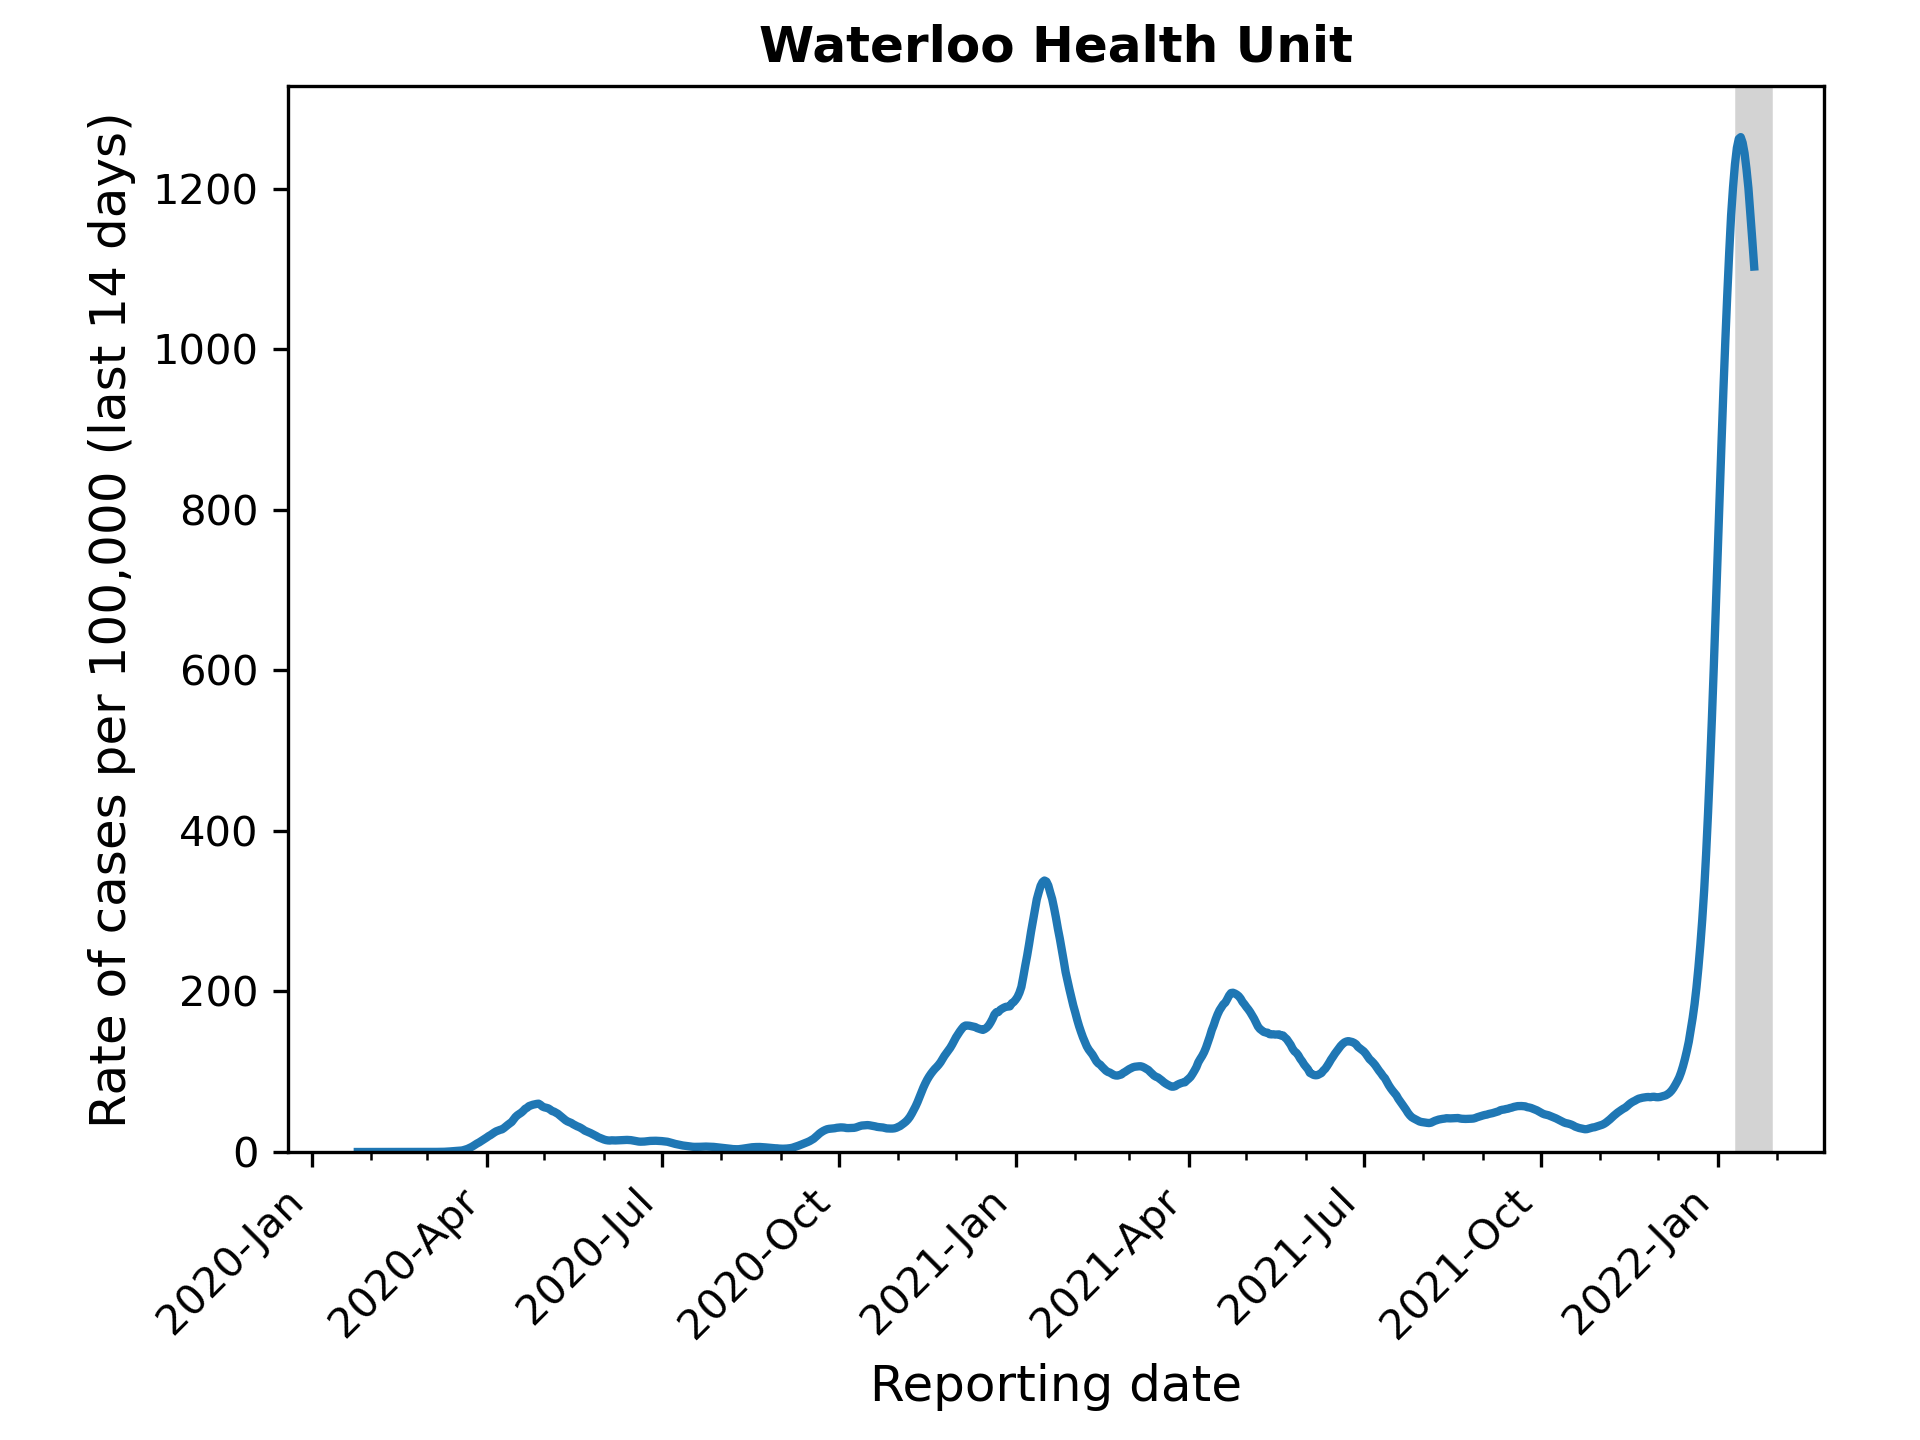 Waterloo Health Unit
Rate of cases per 100,000 (last 14 days)
1200
1000
800
600
400
200
0
2020-Jan
2020-Apr
2020-Jul
2020-Oct
2021-Jan
2021-Apr
2021-Jul
2021-Oct
2022-Jan
Reporting date